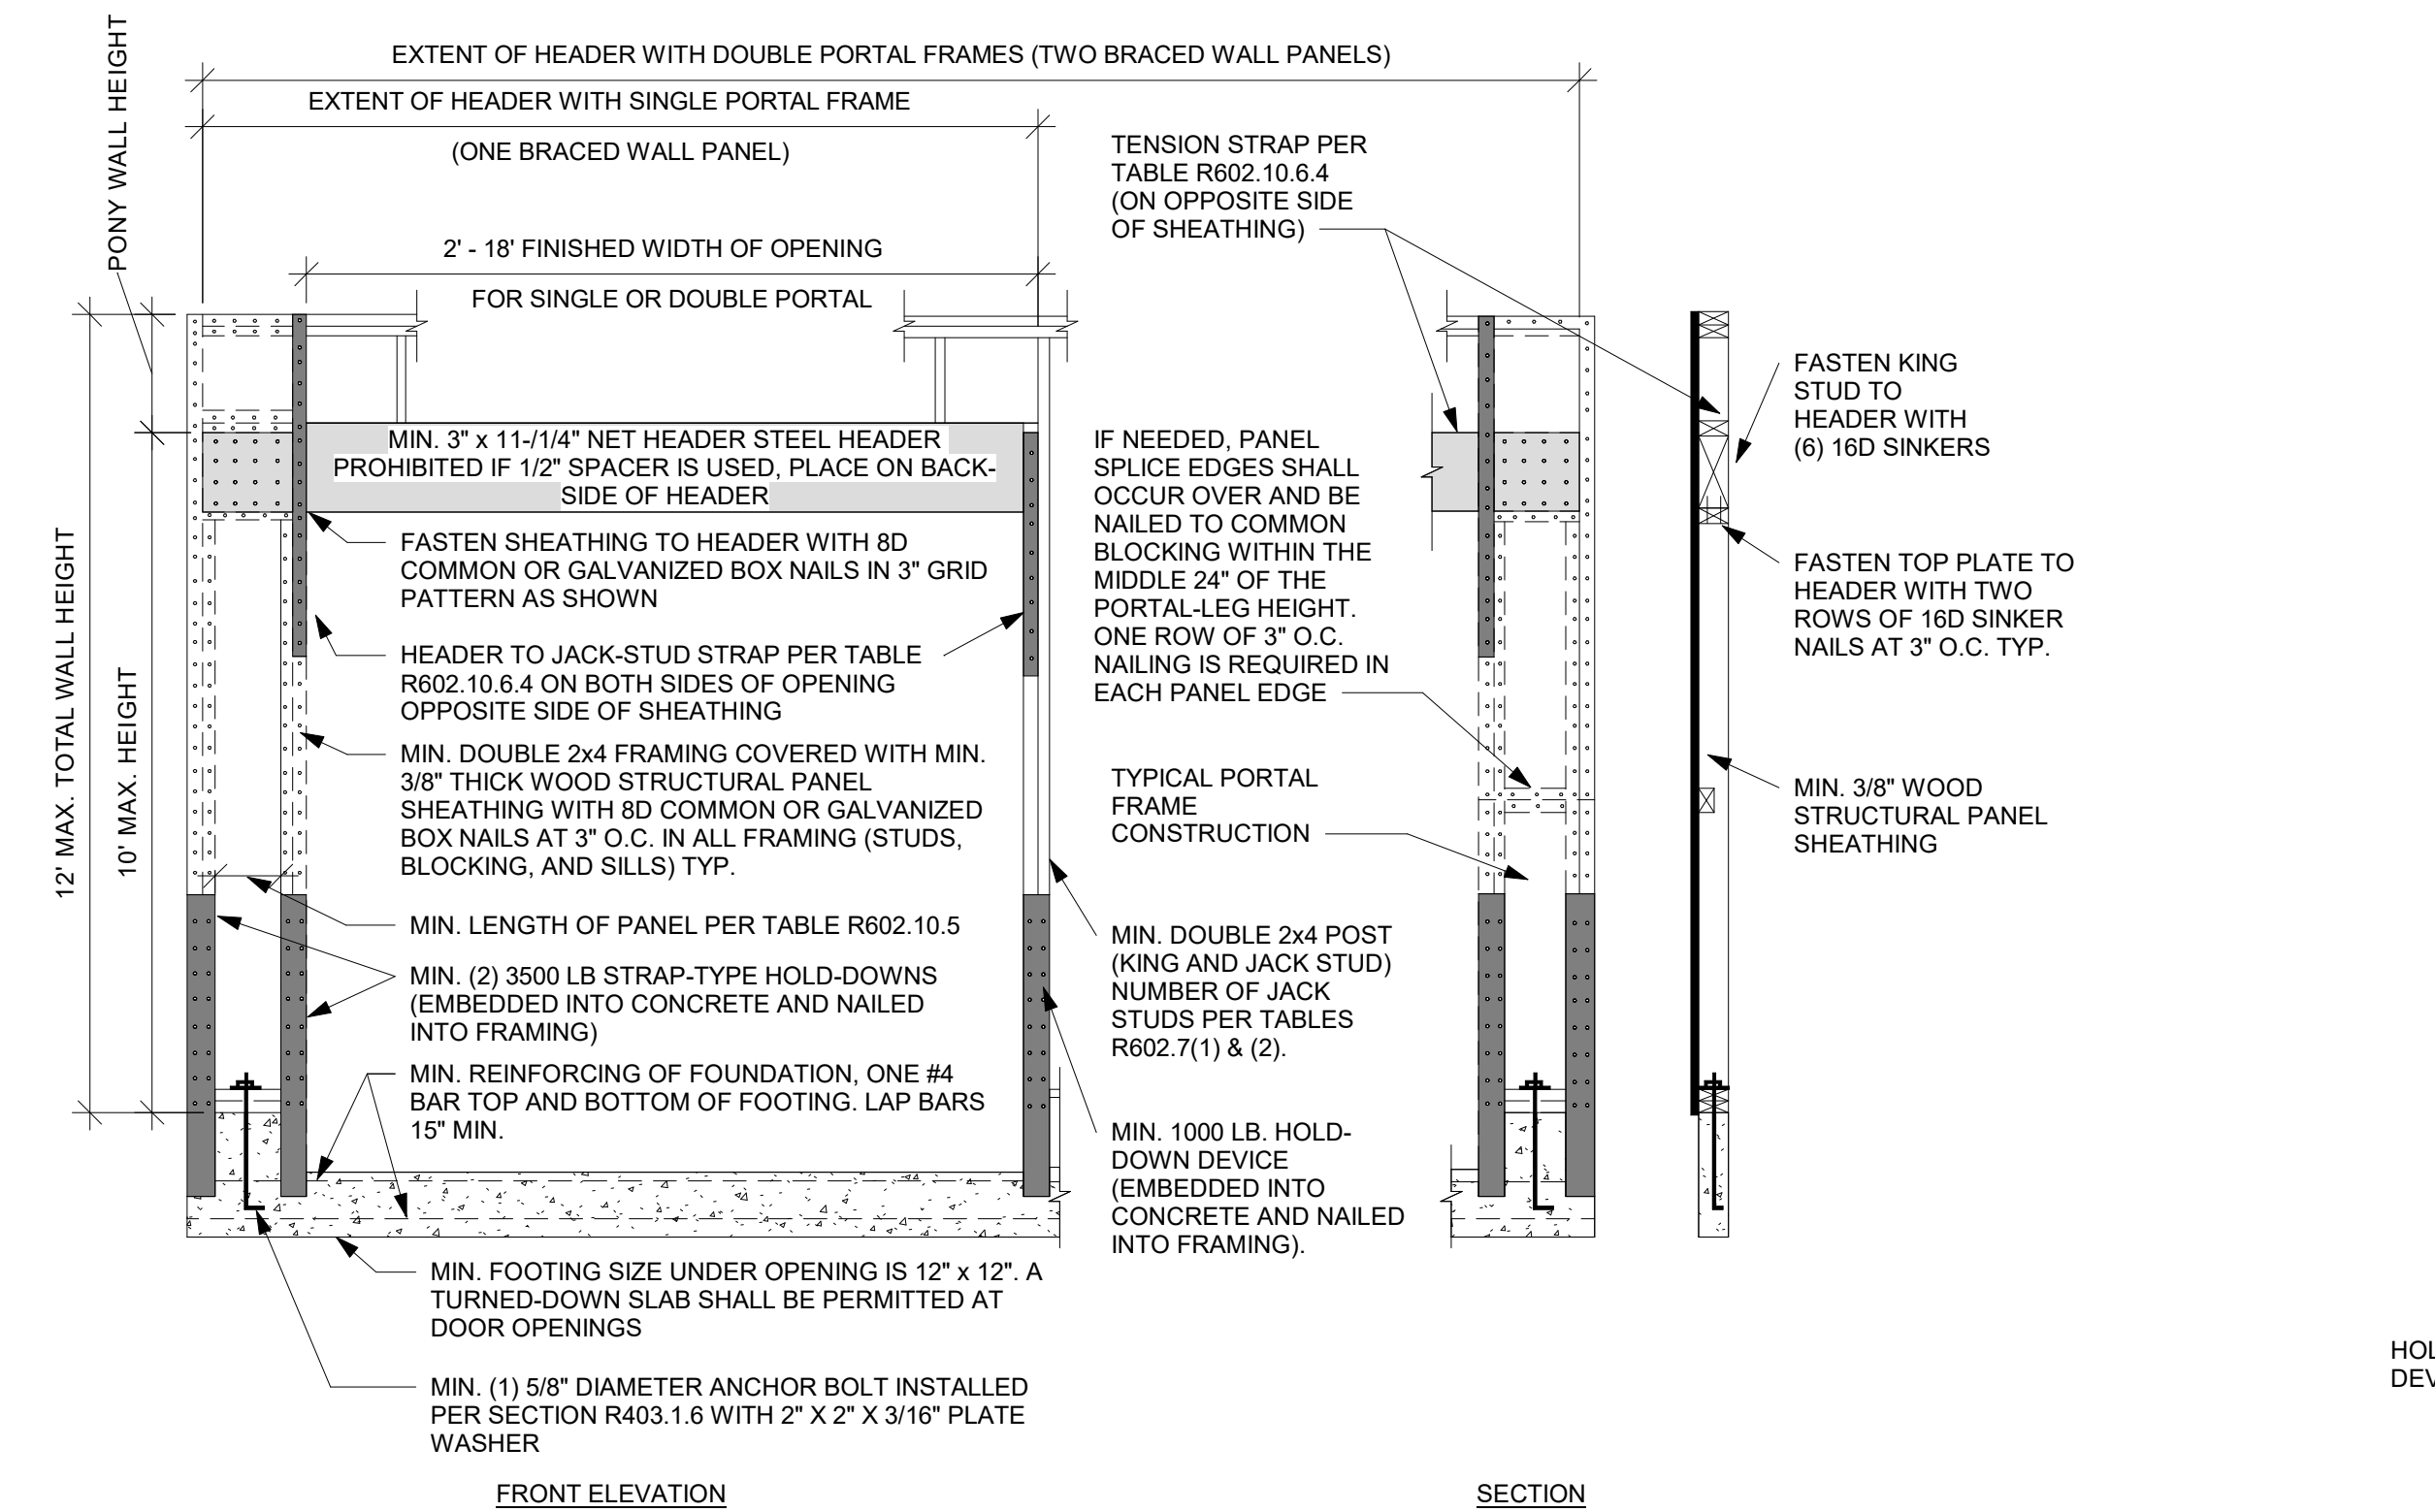 EXTENT OF HEADER WITH DOUBLE PORTAL FRAMES (TWO BRACED WALL PANELS)
EXTENT OF HEADER WITH SINGLE PORTAL FRAME
(ONE BRACED WALL PANEL)
2' - 18' FINISHED WIDTH OF OPENING
FOR SINGLE OR DOUBLE PORTAL
PONY WALL HEIGHT
12' MAX. TOTAL WALL HEIGHT
10' MAX. HEIGHT
MIN. 3" x 11-/1/4" NET HEADER STEEL HEADER
PROHIBITED IF 1/2" SPACER IS USED, PLACE ON BACK-
SIDE OF HEADER
FASTEN SHEATHING TO HEADER WITH 8D
COMMON OR GALVANIZED BOX NAILS IN 3" GRID
PATTERN AS SHOWN
HEADER TO JACK-STUD STRAP PER TABLE
R602.10.6.4 ON BOTH SIDES OF OPENING
OPPOSITE SIDE OF SHEATHING
MIN. DOUBLE 2x4 FRAMING COVERED WITH MIN.
3/8" THICK WOOD STRUCTURAL PANEL
SHEATHING WITH 8D COMMON OR GALVANIZED
BOX NAILS AT 3" O.C. IN ALL FRAMING (STUDS,
BLOCKING, AND SILLS) TYP.
MIN. LENGTH OF PANEL PER TABLE R602.10.5
MIN. (2) 3500 LB STRAP-TYPE HOLD-DOWNS
(EMBEDDED INTO CONCRETE AND NAILED
INTO FRAMING)
MIN. REINFORCING OF FOUNDATION, ONE #4
BAR TOP AND BOTTOM OF FOOTING. LAP BARS
15" MIN.
MIN. FOOTING SIZE UNDER OPENING IS 12" x 12". A
TURNED-DOWN SLAB SHALL BE PERMITTED AT
DOOR OPENINGS
MIN. (1) 5/8" DIAMETER ANCHOR BOLT INSTALLED
PER SECTION R403.1.6 WITH 2" X 2" X 3/16" PLATE
WASHER
FRONT ELEVATION
TENSION STRAP PER
TABLE R602.10.6.4
(ON OPPOSITE SIDE
OF SHEATHING)
IF NEEDED, PANEL
SPLICE EDGES SHALL
OCCUR OVER AND BE
NAILED TO COMMON
BLOCKING WITHIN THE
MIDDLE 24" OF THE
PORTAL-LEG HEIGHT.
ONE ROW OF 3" O.C.
NAILING IS REQUIRED IN
EACH PANEL EDGE
TYPICAL PORTAL
FRAME
CONSTRUCTION
MIN. DOUBLE 2x4 POST
(KING AND JACK STUD)
NUMBER OF JACK
STUDS PER TABLES
R602.7(1) & (2).
MIN. 1000 LB. HOLD-
DOWN DEVICE
(EMBEDDED INTO
CONCRETE AND NAILED
INTO FRAMING).
FASTEN KING
STUD TO
HEADER WITH
(6) 16D SINKERS
FASTEN TOP PLATE TO
HEADER WITH TWO
ROWS OF 16D SINKER
NAILS AT 3" O.C. TYP.
MIN. 3/8" WOOD
STRUCTURAL PANEL
SHEATHING
SECTION